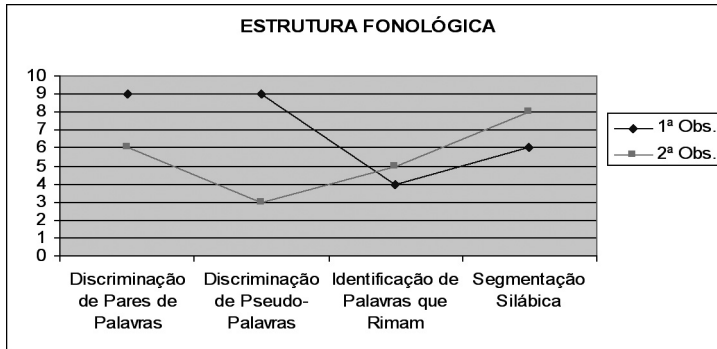 ESTRUTURA FONOLÓGICA
10
9
8
7
6
5
4
3
2
1
0
Discriminação de Pares de Palavras
Discriminação de Pseudo-Palavras
Identificação de Palavras que Rimam
Segmentação Silábica
1ª Obs.
2ª Obs.